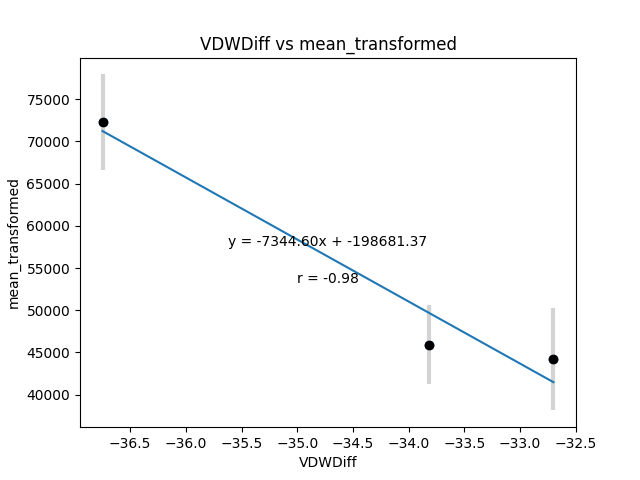 VDWDiff vs mean_transformed
75000
70000
65000
60000
55000
50000
45000
40000
mean_transformed
y = -7344.60x + -198681.37
r = -0.98
−36.5 −36.0 −35.5 −35.0 −34.5 −34.0 −33.5 −33.0 −32.5
VDWDiff